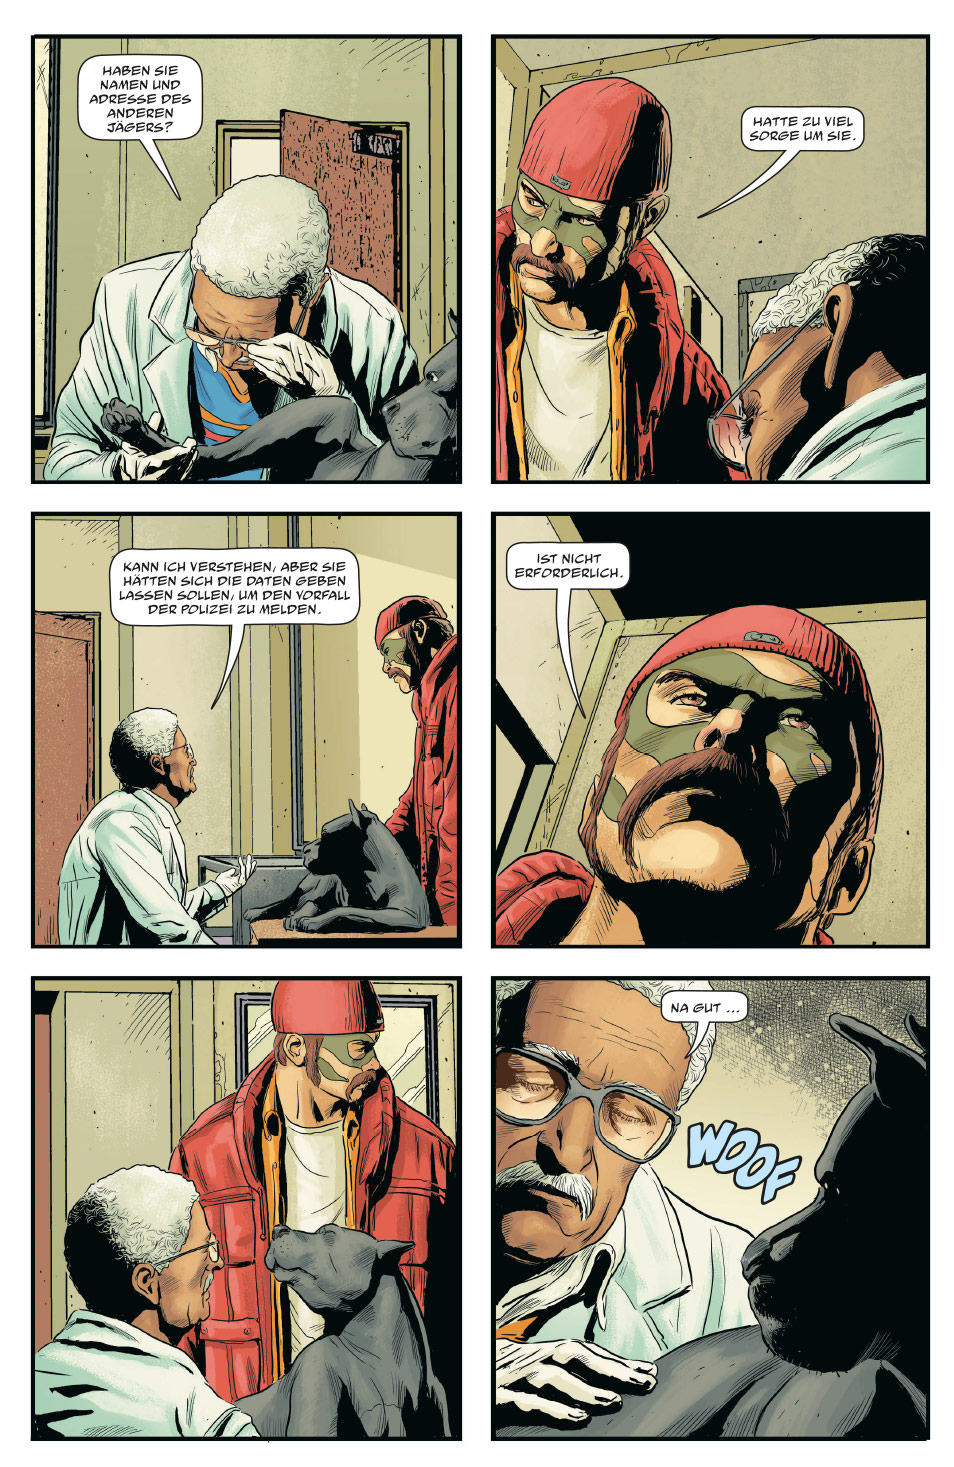 HABEN SIE
NAMEN UND
ADRESSE DES
ANDEREN
JÄGERS?
HATTE ZU VIEL
SORGE UM SIE.
KANN ICH VERSTEHEN, ABER SIE
HÄTTEN SICH DIE DATEN GEBEN
LASSEN SOLLEN, UM DEN VORFALL
DER POLIZEI ZU MELDEN.
IST NICHT
ERFORDERLICH.
NA GUT ...
WOOF